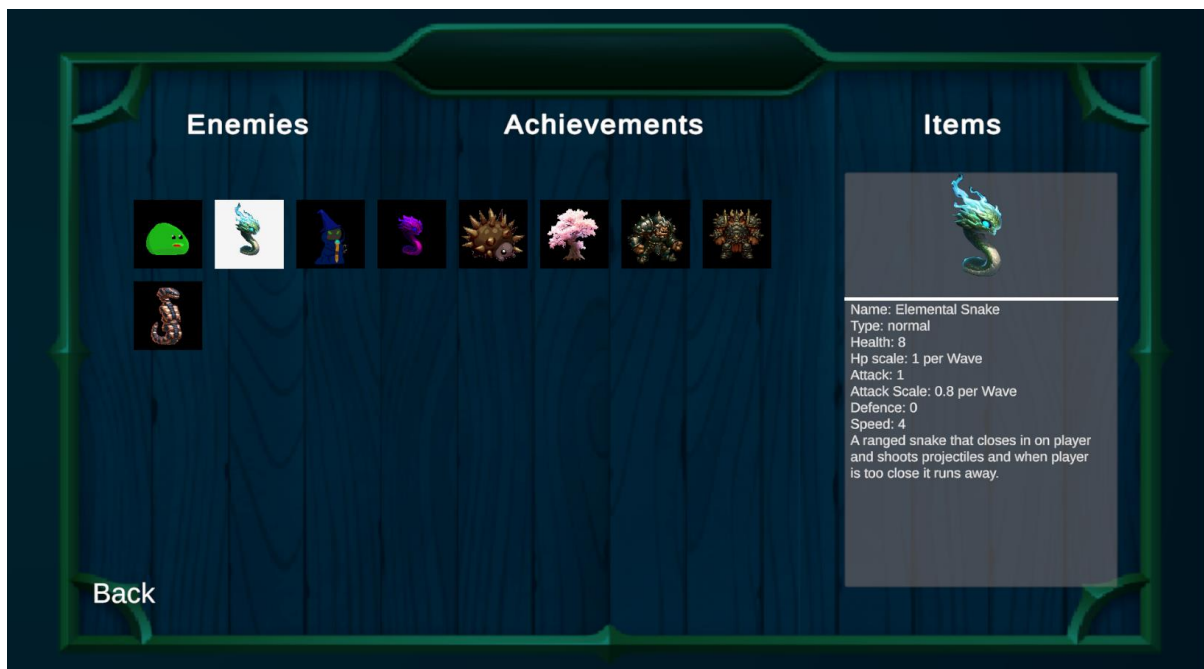 Enemies
Achievements
Items
Name: Elemental Snake
Type: normal
Health: 8
Hp scale: 1 per Wave
Attack: 1
Attack Scale: 0.8 per Wave
Defence: 0
Speed: 4
A ranged snake that closes in on player
and shoots projectiles and when player
is too close it runs away.
Back